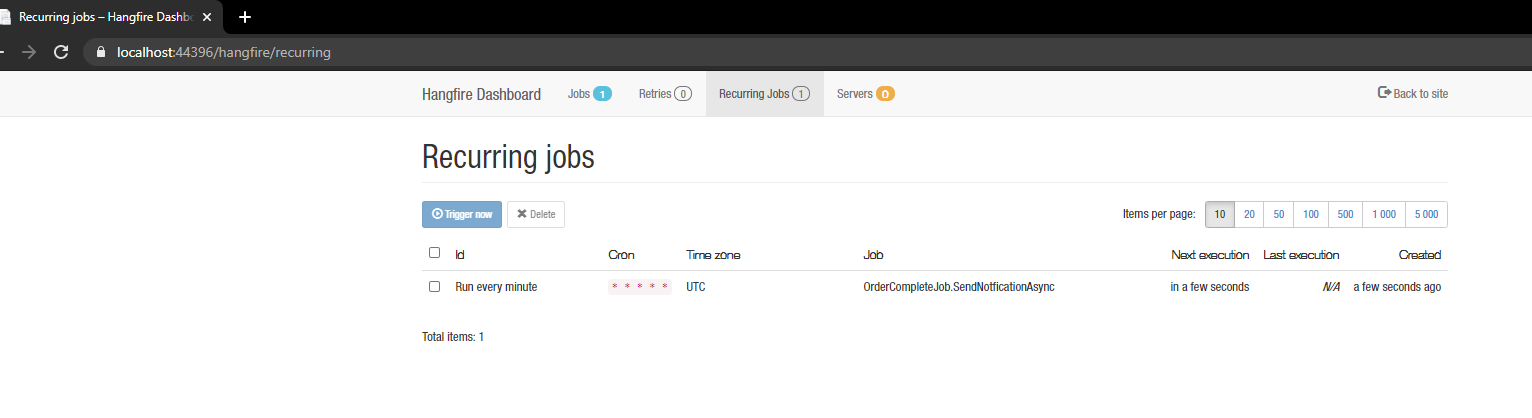 Recurring jobs – Hangfire Dashbo
localhost:44396/hangfire/recurring
Hangfire Dashboard Jobs 1 Retries 0 Recurring Jobs 1 Servers 0 Back to site
Recurring jobs
Trigger now Delete Items per page: 10 20 50 100 500 1 000 5 000
Id Cron Time zone Job Next execution Last execution Created
Run every minute * * * * * UTC OrderCompleteJob.SendNotficationAsync in a few seconds N/A a few seconds ago
Total items: 1